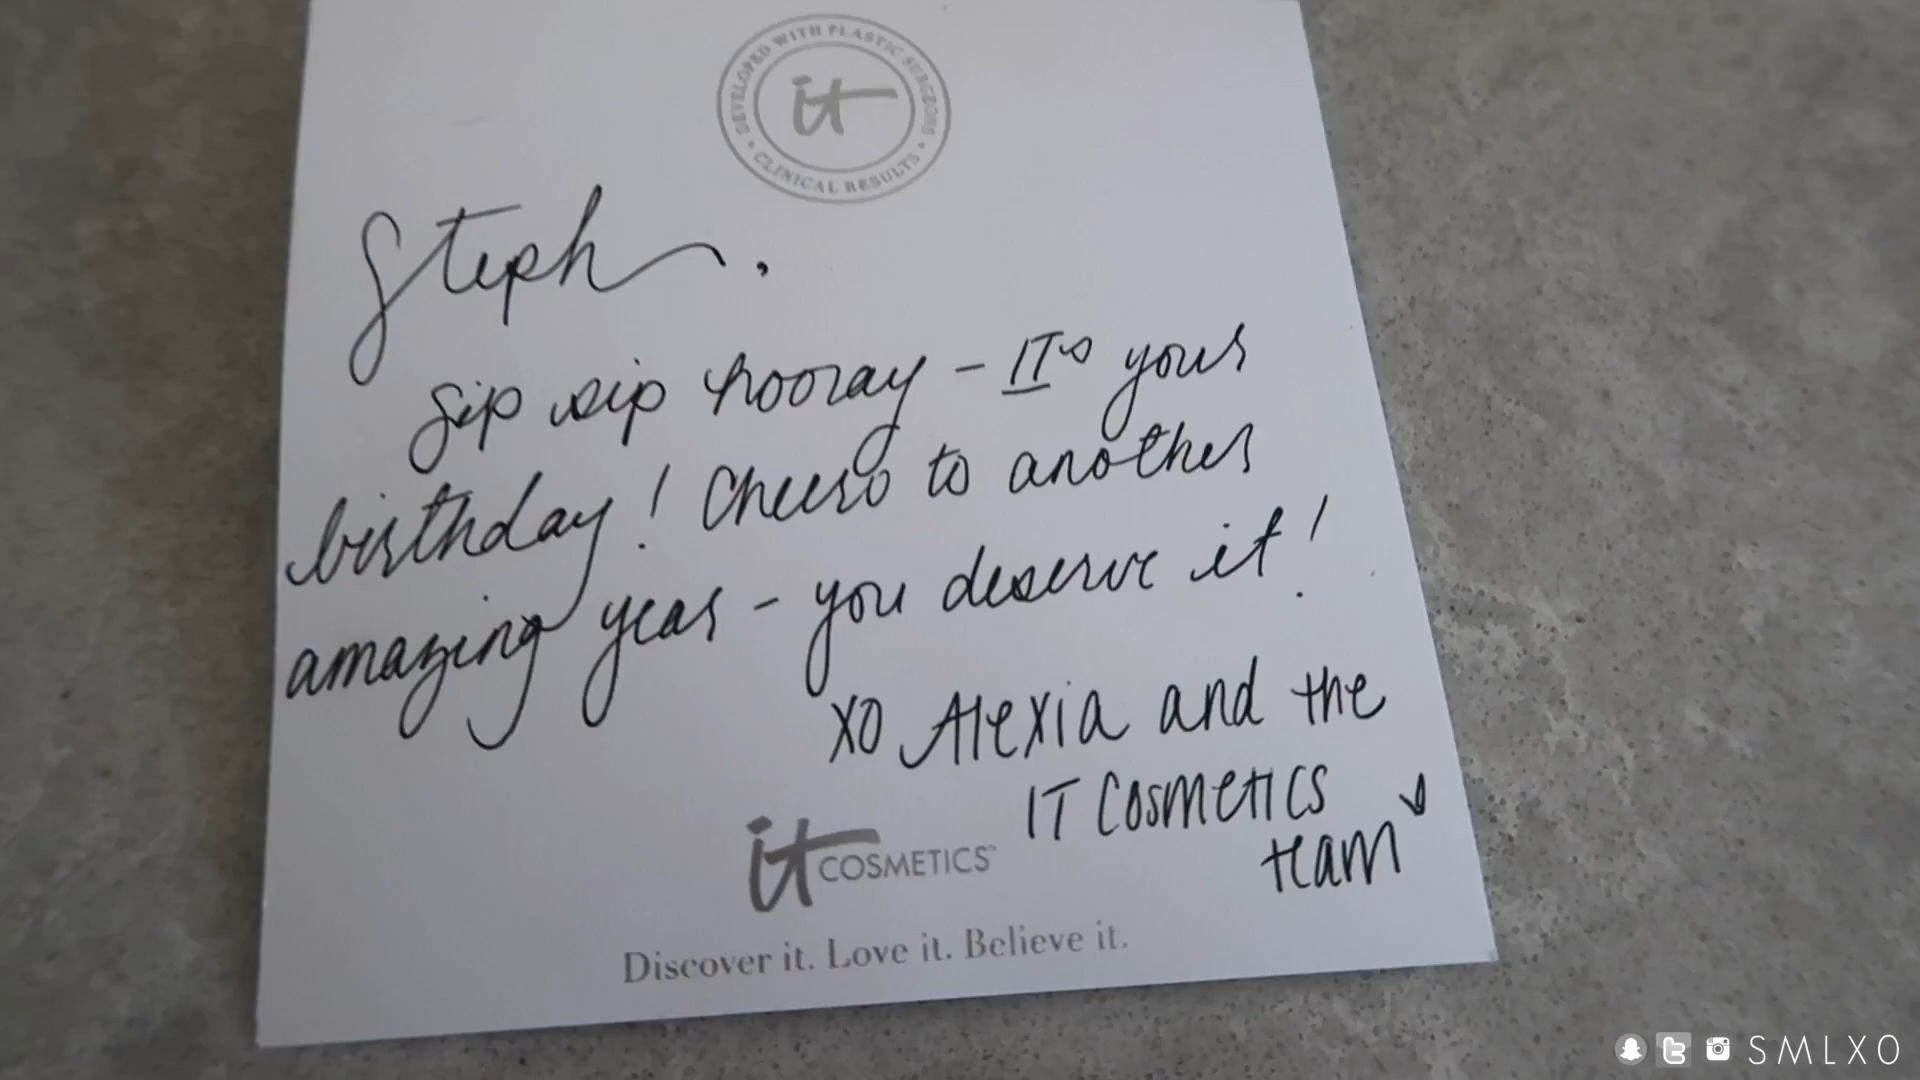 DEVELOPED WITH PLASTIC SURGEONS
it
• CLINICAL RESULTS •
Steph,
Sip sip hooray - IT's your
birthday! Cheers to another
amazing year - you deserve it!
XO Alexia and the
IT Cosmetics
team
it COSMETICS™
Discover it. Love it. Believe it.
SMLXO